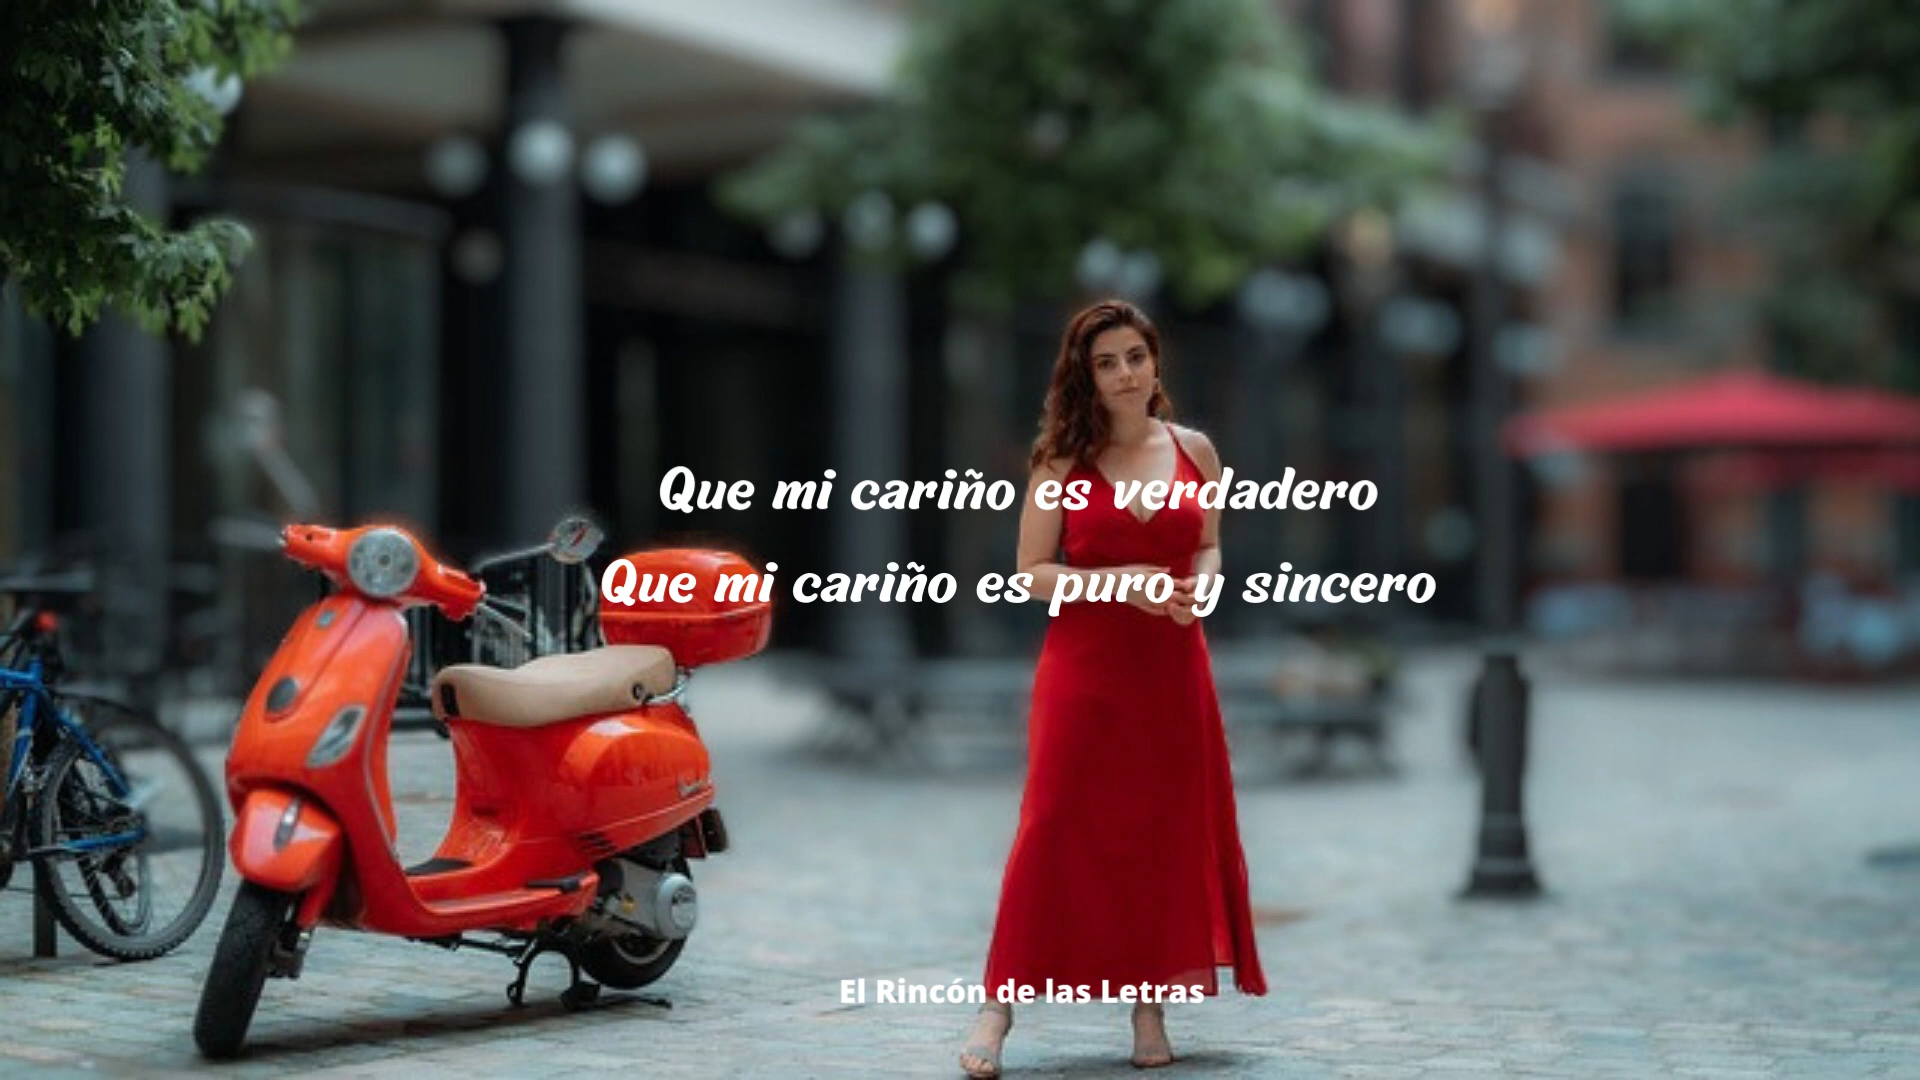 Que mi cariño es verdadero
Que mi cariño es puro y sincero
El Rincón de las Letras